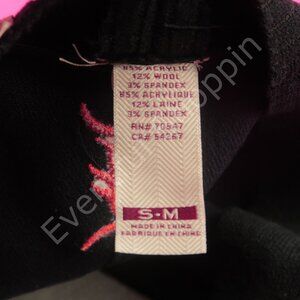 85% ACRYLIC
12% WOOL
3% SPANDEX
85% ACRYLIQUE
12% LAINE
3% SPANDEX
RN# 70547
CA# 54267
S-M
MADE IN CHINA
FABRIQUE EN CHINE